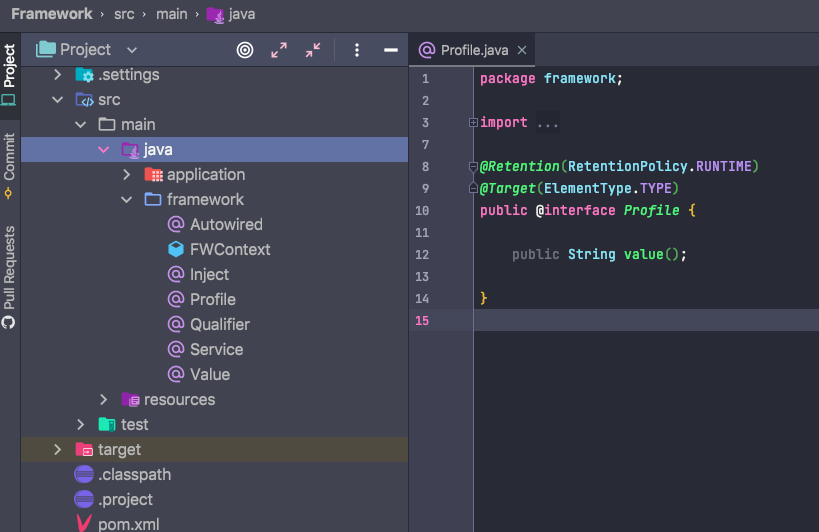 Framework › src › main › java
Project
Commit
Pull Requests
Project
.settings
src
main
java
application
framework
Autowired
FWContext
Inject
Profile
Qualifier
Service
Value
resources
test
target
.classpath
.project
pom.xml
Profile.java
1 package framework;
2
3 import ...
7
8 @Retention(RetentionPolicy.RUNTIME)
9 @Target(ElementType.TYPE)
10 public @interface Profile {
11
12 public String value();
13
14 }
15